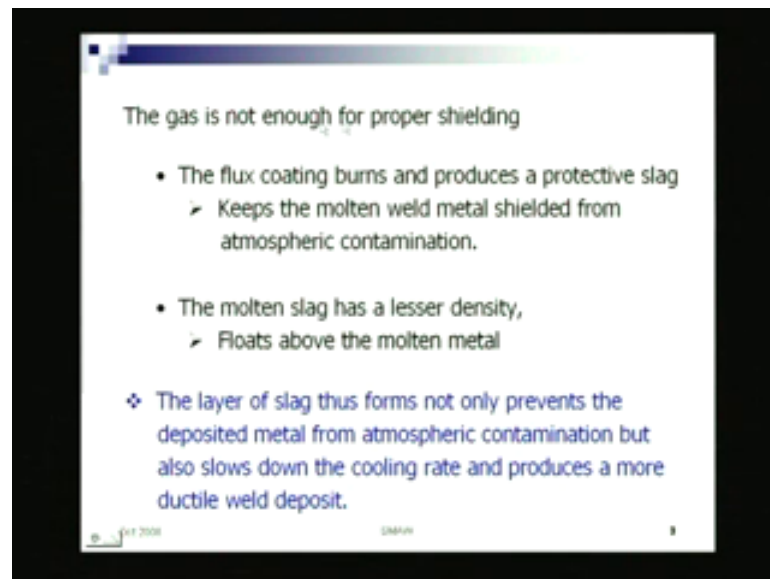 The gas is not enough for proper shielding
• The flux coating burns and produces a protective slag
➢ Keeps the molten weld metal shielded from
atmospheric contamination.
• The molten slag has a lesser density,
➢ Floats above the molten metal
❖ The layer of slag thus forms not only prevents the
deposited metal from atmospheric contamination but
also slows down the cooling rate and produces a more
ductile weld deposit.